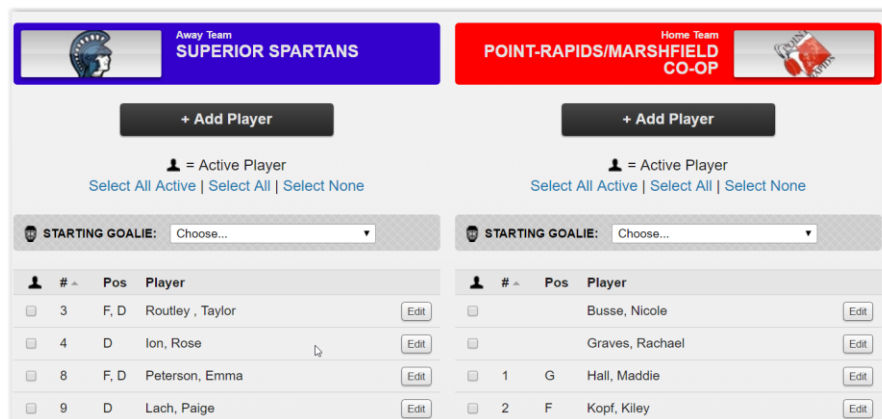 Away Team
SUPERIOR SPARTANS
+ Add Player
= Active Player
Select All Active | Select All | Select None
STARTING GOALIE: Choose...
# Pos Player
3 F, D Routley , Taylor Edit
4 D Ion, Rose Edit
8 F, D Peterson, Emma Edit
9 D Lach, Paige Edit
Home Team
POINT-RAPIDS/MARSHFIELD
CO-OP
+ Add Player
= Active Player
Select All Active | Select All | Select None
STARTING GOALIE: Choose...
# Pos Player
Busse, Nicole Edit
Graves, Rachael Edit
1 G Hall, Maddie Edit
2 F Kopf, Kiley Edit